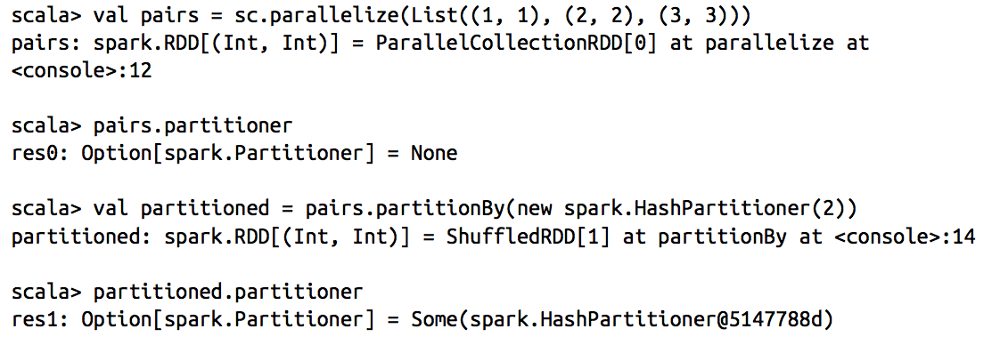 scala> val pairs = sc.parallelize(List((1, 1), (2, 2), (3, 3)))
pairs: spark.RDD[(Int, Int)] = ParallelCollectionRDD[0] at parallelize at
<console>:12
scala> pairs.partitioner
res0: Option[spark.Partitioner] = None
scala> val partitioned = pairs.partitionBy(new spark.HashPartitioner(2))
partitioned: spark.RDD[(Int, Int)] = ShuffledRDD[1] at partitionBy at <console>:14
scala> partitioned.partitioner
res1: Option[spark.Partitioner] = Some(spark.HashPartitioner@5147788d)